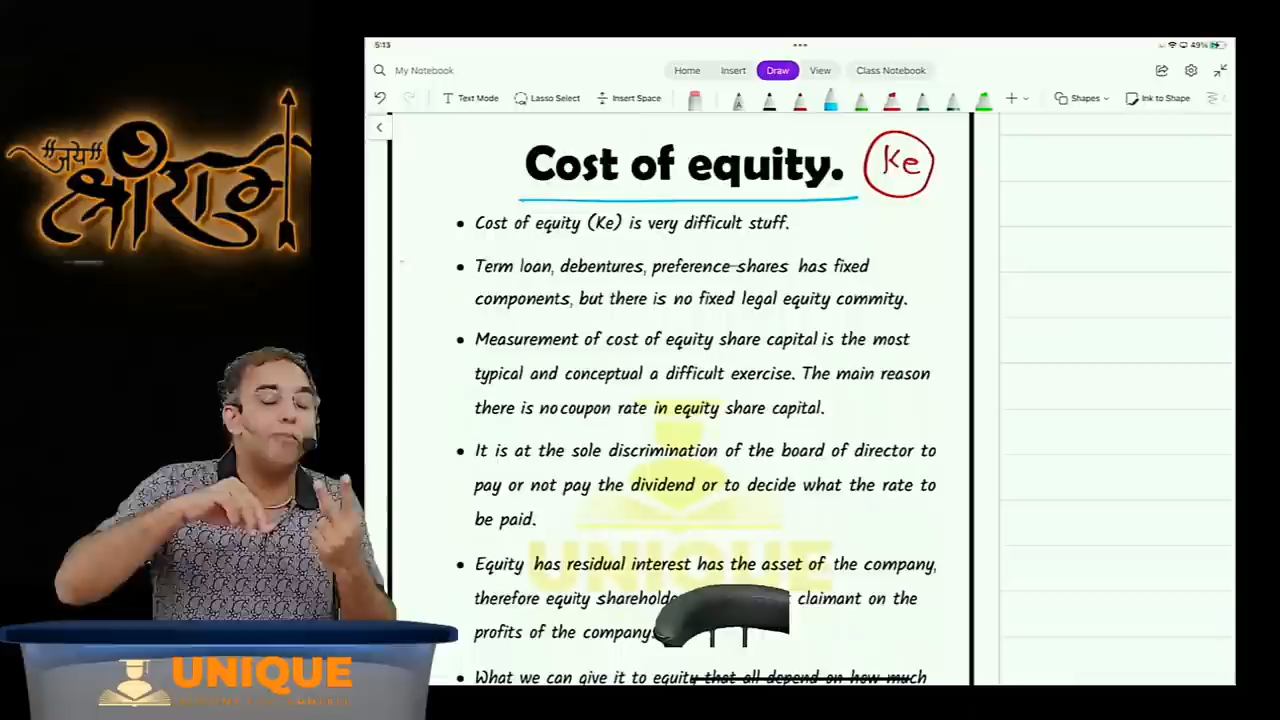 5:13
49%
My Notebook
Home Insert Draw View Class Notebook
Text Mode Lasso Select Insert Space Shapes Ink to Shape
"जय"
श्रीराम
Cost of equity. Ke
• Cost of equity (Ke) is very difficult stuff.
• Term loan, debentures, preference shares has fixed
components, but there is no fixed legal equity commity.
• Measurement of cost of equity share capital is the most
typical and conceptual a difficult exercise. The main reason
there is no coupon rate in equity share capital.
• It is at the sole discrimination of the board of director to
pay or not pay the dividend or to decide what the rate to
be paid.
• Equity has residual interest has the asset of the company,
therefore equity claimant on the
profits of the company
• What we can give it to equity that all depend on how much
UNIQUE
UNIQUE